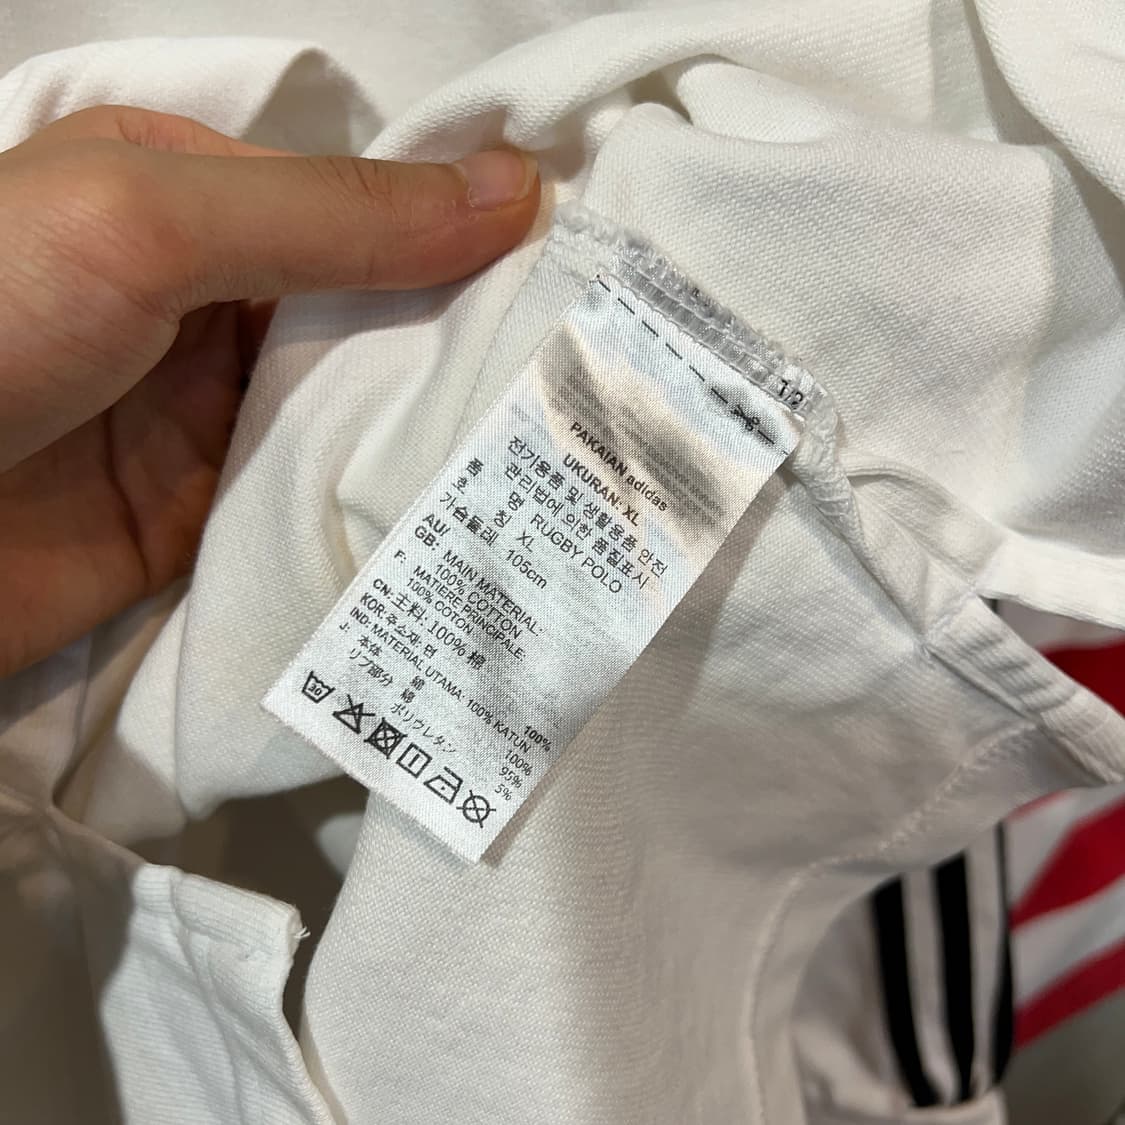 1/2
PAKAIAN adidas
UKURAN: XL
전기용품 및 생활용품 안전
관리법에 의한 품질표시
품 명 RUGBY POLO
호 칭 XL
가슴둘레 105cm
AU/
GB: MAIN MATERIAL:
100% COTTON
F: MATIERE PRINCIPALE:
100% COTON
CN: 主料: 100% 棉
KOR: 주소재: 면 100%
IND: MATERIAL UTAMA: 100% KATUN
J: 本体 綿 100%
リブ部分 綿 95%
ポリウレタン 5%
30